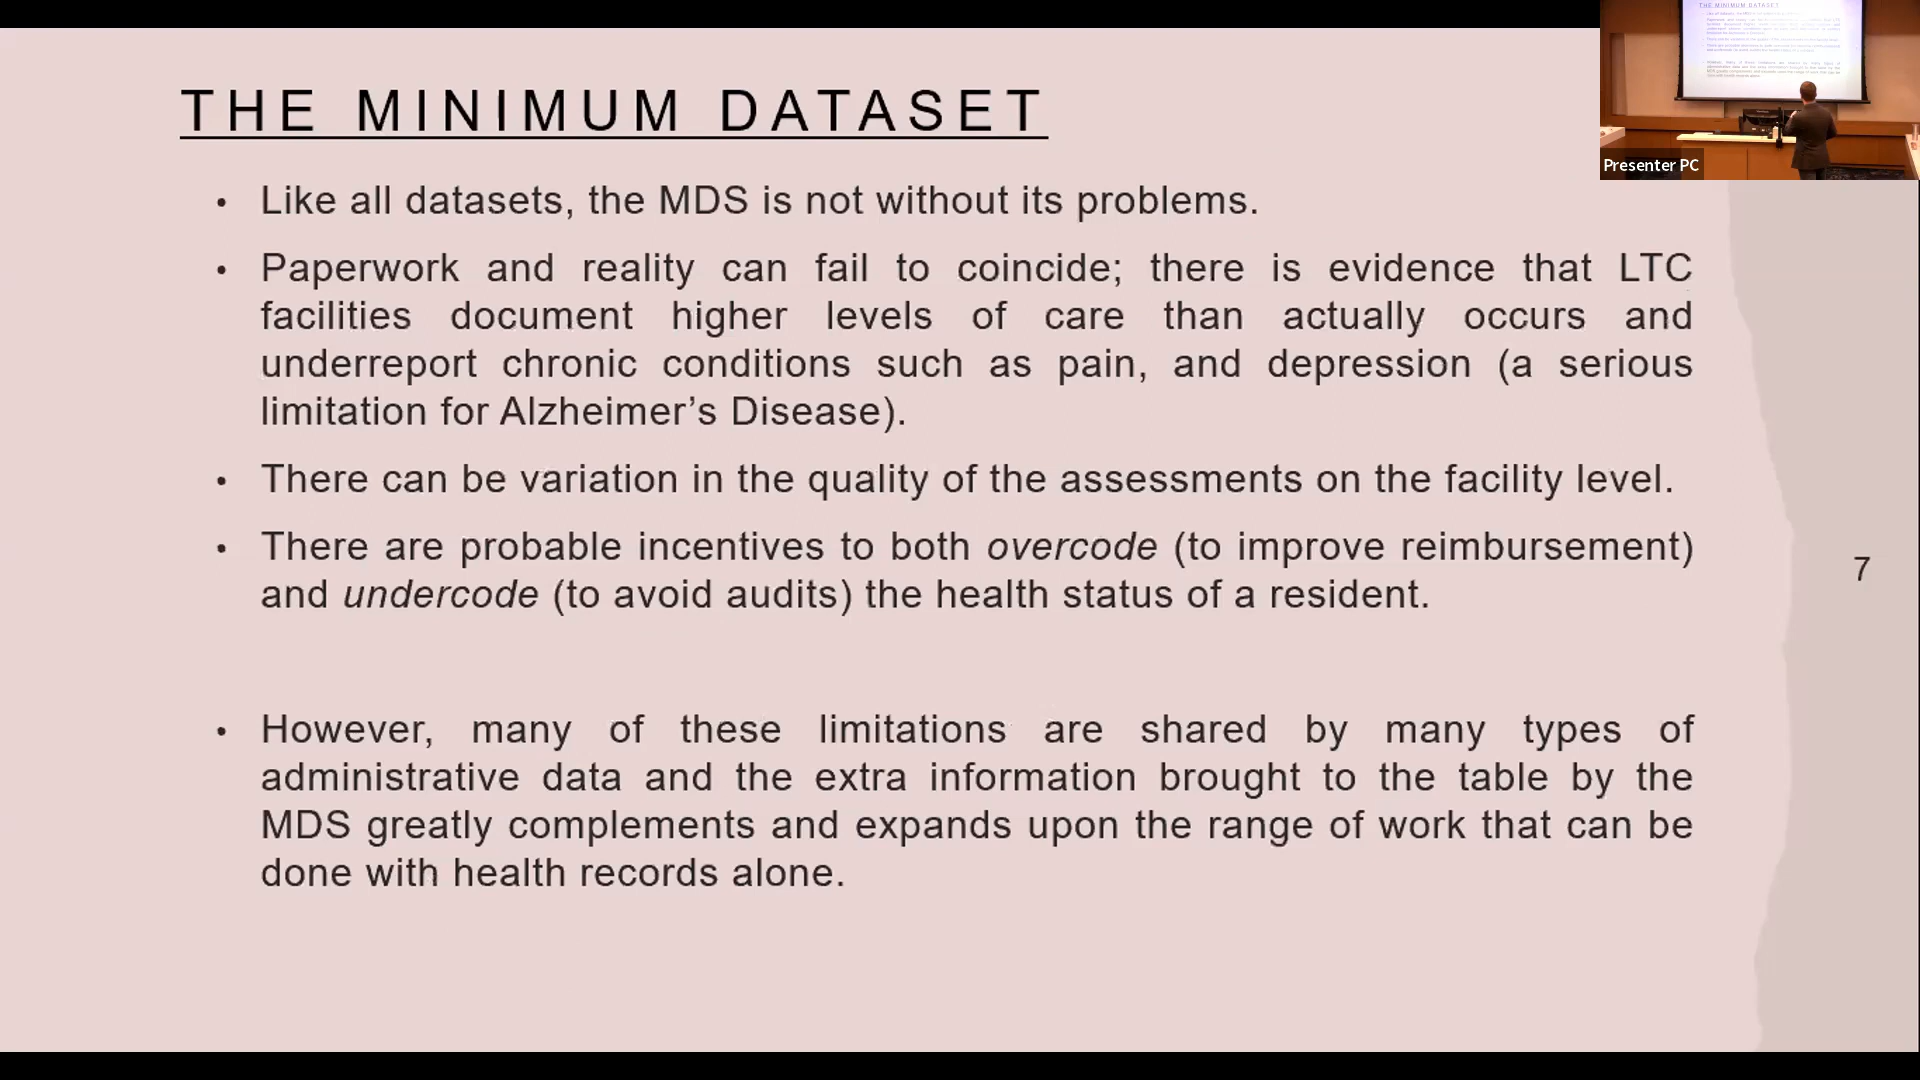 THE MINIMUM DATASET
• Like all datasets, the MDS is not without its problems.
• Paperwork and reality can fail to coincide; there is evidence that LTC
facilities document higher levels of care than actually occurs and
underreport chronic conditions such as pain, and depression (a serious
limitation for Alzheimer’s Disease).
• There can be variation in the quality of the assessments on the facility level.
• There are probable incentives to both overcode (to improve reimbursement)
and undercode (to avoid audits) the health status of a resident.
• However, many of these limitations are shared by many types of
administrative data and the extra information brought to the table by the
MDS greatly complements and expands upon the range of work that can be
done with health records alone.
7
THE MINIMUM DATASET
Presenter PC